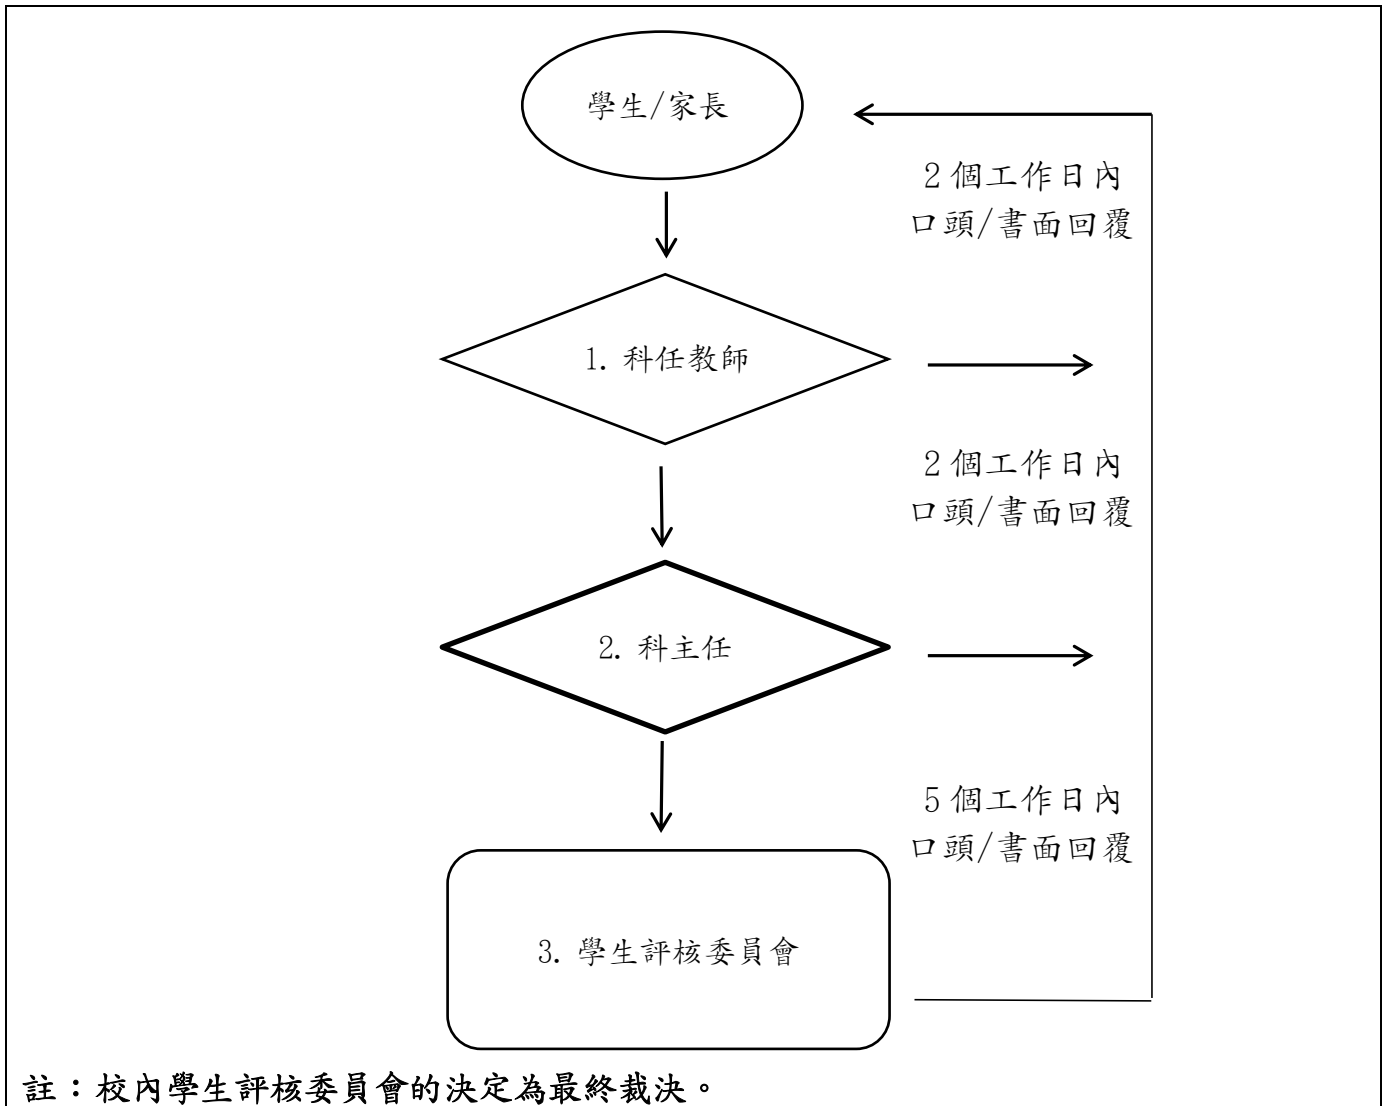 學生/家長
2個工作日內
口頭/書面回覆
1. 科任教師
2個工作日內
口頭/書面回覆
2. 科主任
5個工作日內
口頭/書面回覆
3. 學生評核委員會
註：校內學生評核委員會的決定為最終裁決。